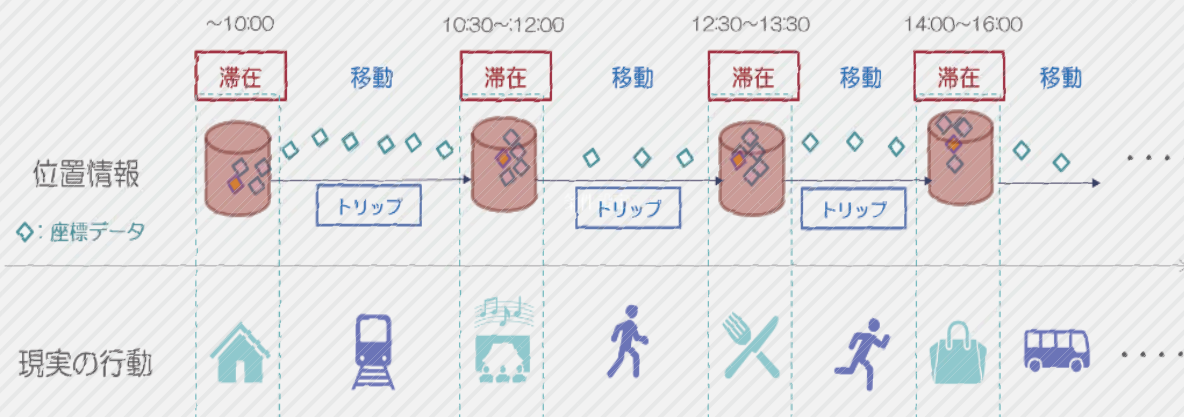 ~10:00
10:30~12:00
12:30~13:30
14:00~16:00
滞在
移動
滞在
移動
滞在
移動
滞在
移動
位置情報
トリップ
トリップ
トリップ
◇:座標データ
現実の行動